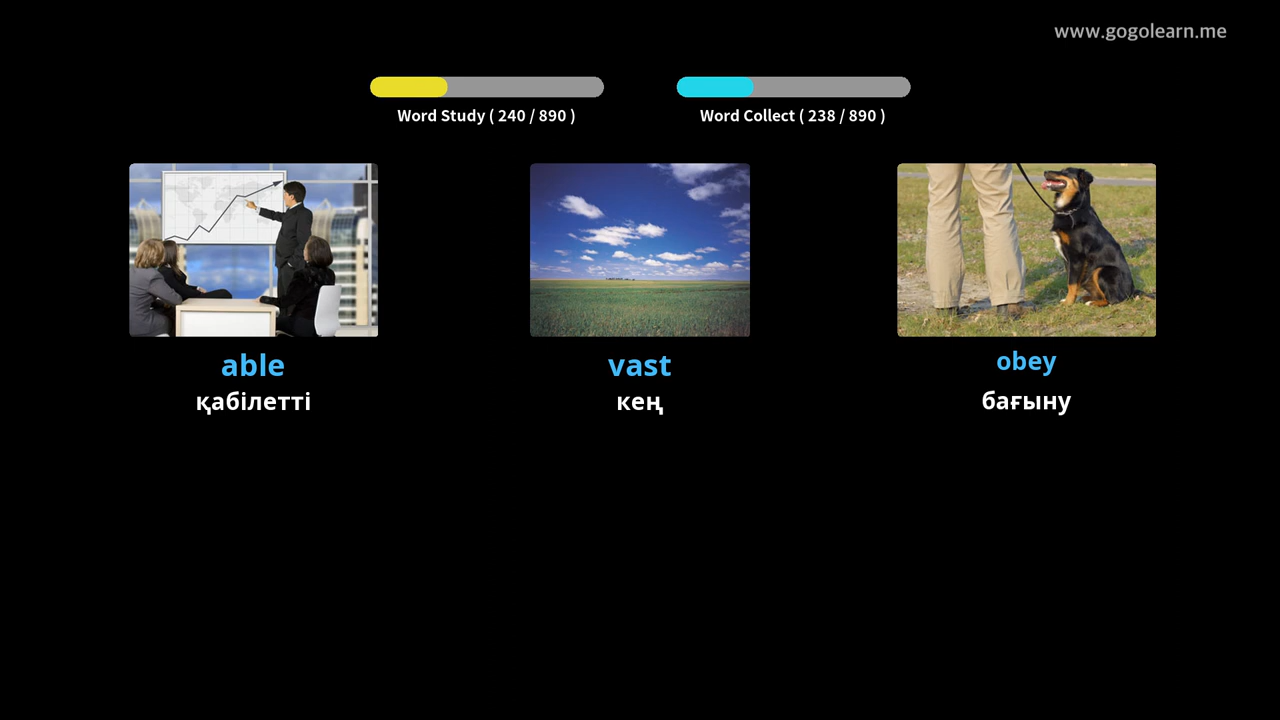 www.gogolearn.me
Word Study ( 240 / 890 )
Word Collect ( 238 / 890 )
able
vast
obey
қабілетті
кең
бағыну